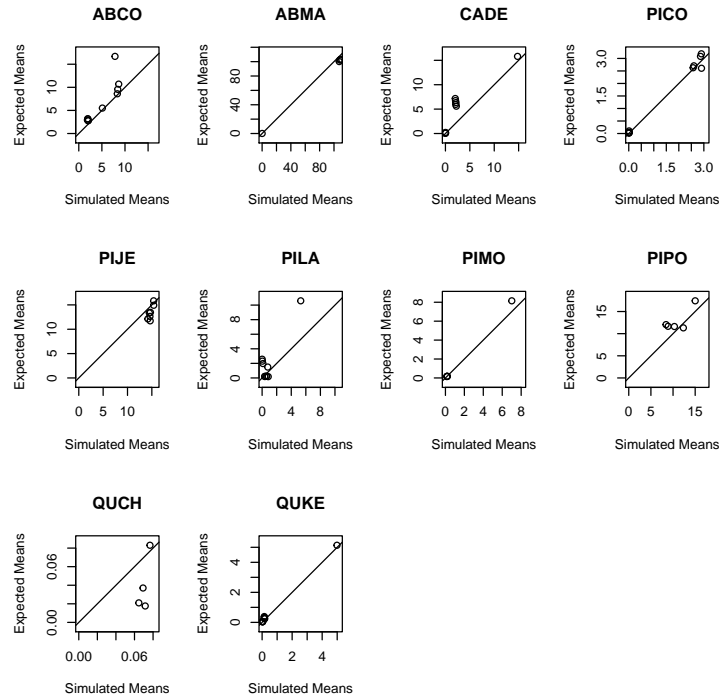 ABCO
ABMA
CADE
PICO
Expected Means
0 5 10
Simulated Means
0 5 10
Expected Means
0 40 80
Simulated Means
0 40 80
Expected Means
0 5 10
Simulated Means
0 5 10
Expected Means
0.0 1.5 3.0
Simulated Means
0.0 1.5 3.0
PIJE
PILA
PIMO
PIPO
Expected Means
0 5 10
Simulated Means
0 5 10
Expected Means
0 4 8
Simulated Means
0 4 8
Expected Means
0 2 4 6 8
Simulated Means
0 2 4 6 8
Expected Means
0 5 15
Simulated Means
0 5 15
QUCH
QUKE
Expected Means
0.00 0.06
Simulated Means
0.00 0.06
Expected Means
0 2 4
Simulated Means
0 2 4